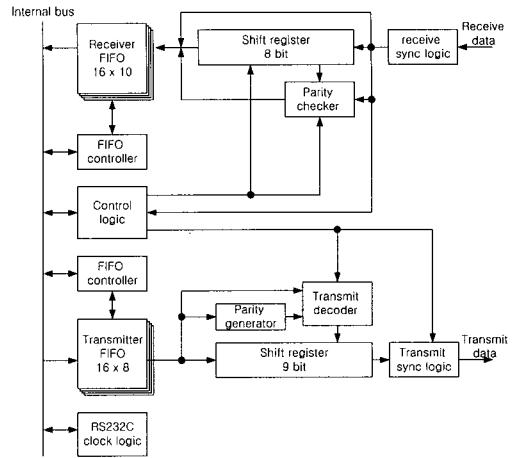 Internal bus
Receiver
FIFO
16 x 10
Shift register
8 bit
receive
sync logic
Receive
data
Parity
checker
FIFO
controller
Control
logic
FIFO
controller
Transmit
decoder
Parity
generator
Transmitter
FIFO
16 x 8
Shift register
9 bit
Transmit
sync logic
Transmit
data
RS232C
clock logic